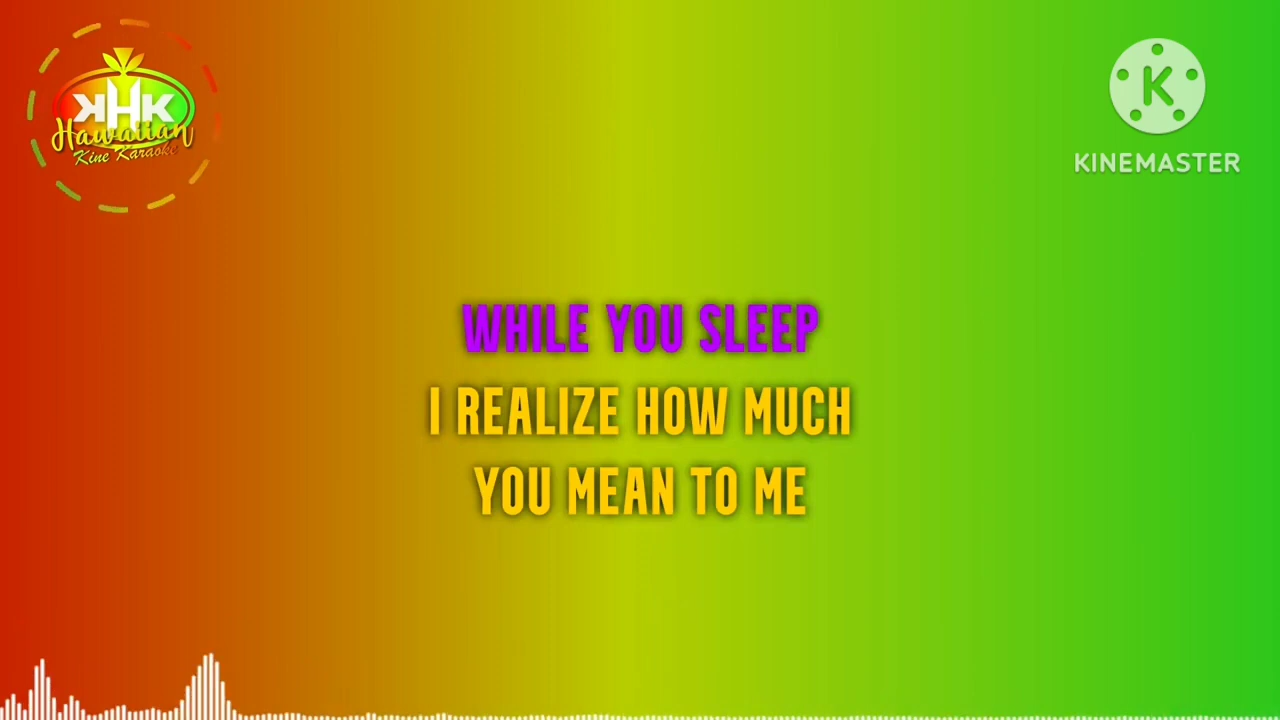 KHK
Hawaiian
Kine Karaoke
K
KINEMASTER
WHILE YOU SLEEP
I REALIZE HOW MUCH
YOU MEAN TO ME